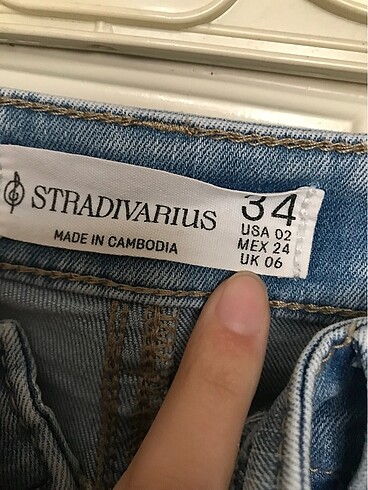 STRADIVARIUS
MADE IN CAMBODIA
34
USA 02
MEX 24
UK 06